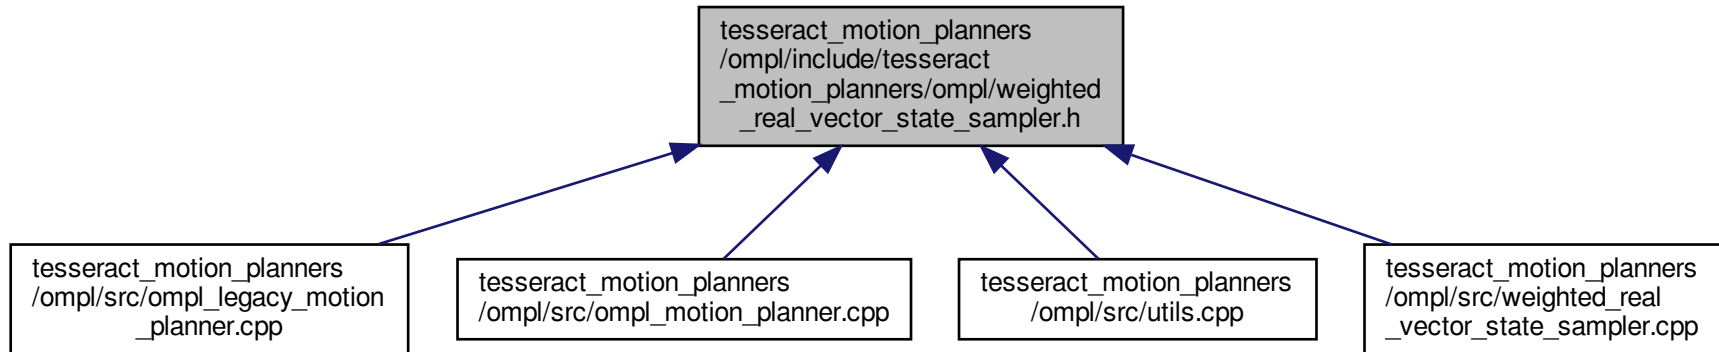 tesseract_motion_planners
/ompl/include/tesseract
_motion_planners/ompl/weighted
_real_vector_state_sampler.h
tesseract_motion_planners
/ompl/src/ompl_legacy_motion
_planner.cpp
tesseract_motion_planners
/ompl/src/ompl_motion_planner.cpp
tesseract_motion_planners
/ompl/src/utils.cpp
tesseract_motion_planners
/ompl/src/weighted_real
_vector_state_sampler.cpp